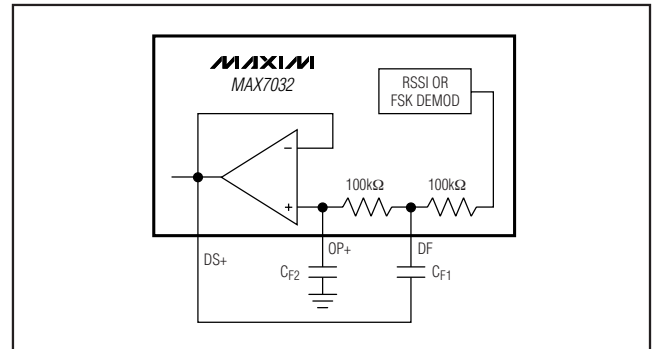 MAXIM
MAX7032
RSSI OR
FSK DEMOD
100kΩ
100kΩ
−
+
DS+
OP+
DF
CF2
CF1